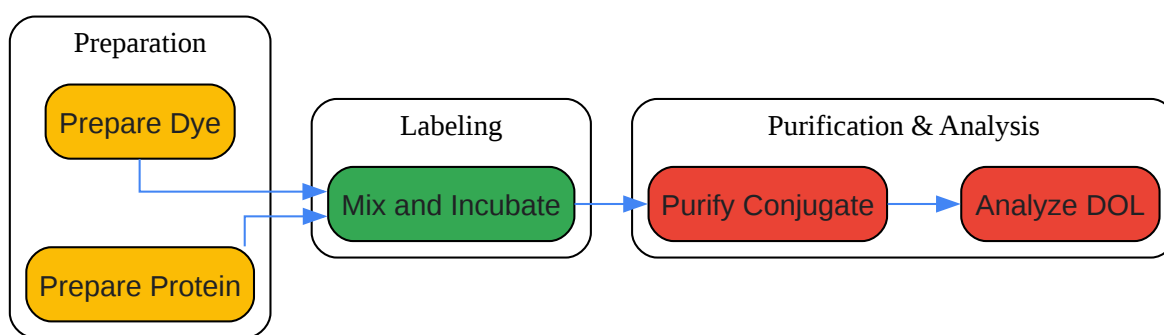 Preparation
Prepare Dye
Prepare Protein
Labeling
Mix and Incubate
Purification & Analysis
Purify Conjugate
Analyze DOL